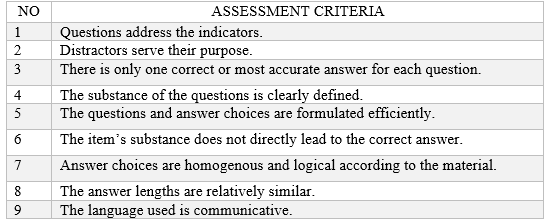 NO ASSESSMENT CRITERIA
1 Questions address the indicators.
2 Distractors serve their purpose.
3 There is only one correct or most accurate answer for each question.
4 The substance of the questions is clearly defined.
5 The questions and answer choices are formulated efficiently.
6 The item's substance does not directly lead to the correct answer.
7 Answer choices are homogenous and logical according to the material.
8 The answer lengths are relatively similar.
9 The language used is communicative.